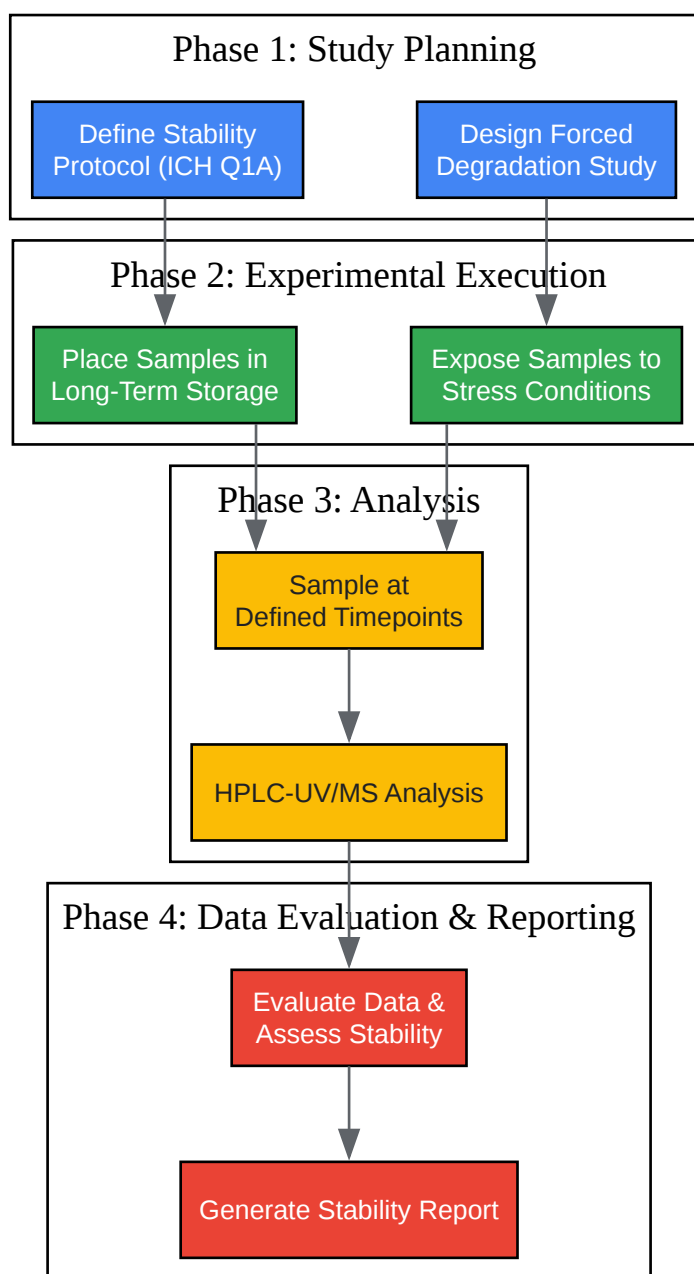 Phase 1: Study Planning
Define Stability
Protocol (ICH Q1A)
Design Forced
Degradation Study
Phase 2: Experimental Execution
Place Samples in
Long-Term Storage
Expose Samples to
Stress Conditions
Phase 3: Analysis
Sample at
Defined Timepoints
HPLC-UV/MS Analysis
Phase 4: Data Evaluation & Reporting
Evaluate Data &
Assess Stability
Generate Stability Report